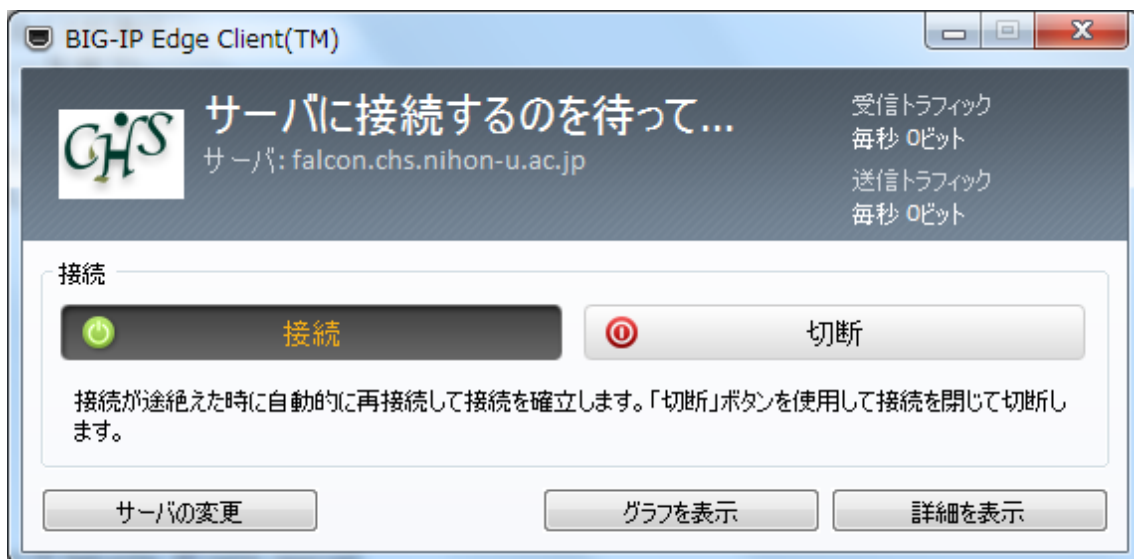 BIG-IP Edge Client(TM)
CHS
サーバに接続するのを待って...
サーバ: falcon.chs.nihon-u.ac.jp
受信トラフィック
毎秒 0ビット
送信トラフィック
毎秒 0ビット
接続
接続
切断
接続が途絶えた時に自動的に再接続して接続を確立します。「切断」ボタンを使用して接続を閉じて切断し
ます。
サーバの変更
グラフを表示
詳細を表示